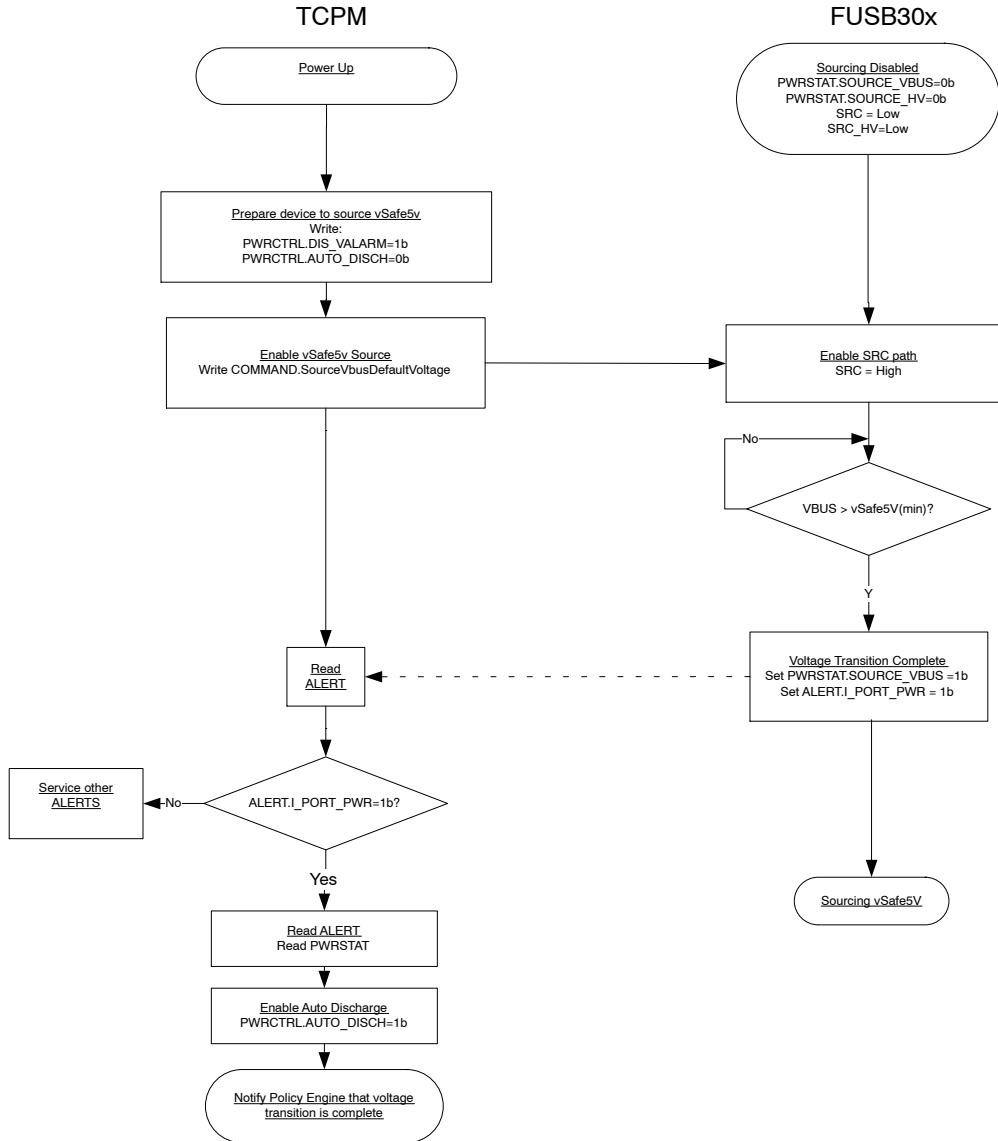 TCPM
FUSB30x
Power Up
Sourcing Disabled
PWRSTAT.SOURCE_VBUS=0b
PWRSTAT.SOURCE_HV=0b
SRC = Low
SRC_HV=Low
Prepare device to source vSafe5v
Write:
PWRCTRL.DIS_VALARM=1b
PWRCTRL.AUTO_DISCH=0b
Enable vSafe5v Source
Write COMMAND.SourceVbusDefaultVoltage
Enable SRC path
SRC = High
No
VBUS > vSafe5V(min)?
Y
Read
ALERT
Voltage Transition Complete
Set PWRSTAT.SOURCE_VBUS =1b
Set ALERT.I_PORT_PWR = 1b
Service other
ALERTS
No
ALERT.I_PORT_PWR=1b?
Yes
Sourcing vSafe5V
Read ALERT
Read PWRSTAT
Enable Auto Discharge
PWRCTRL.AUTO_DISCH=1b
Notify Policy Engine that voltage
transition is complete